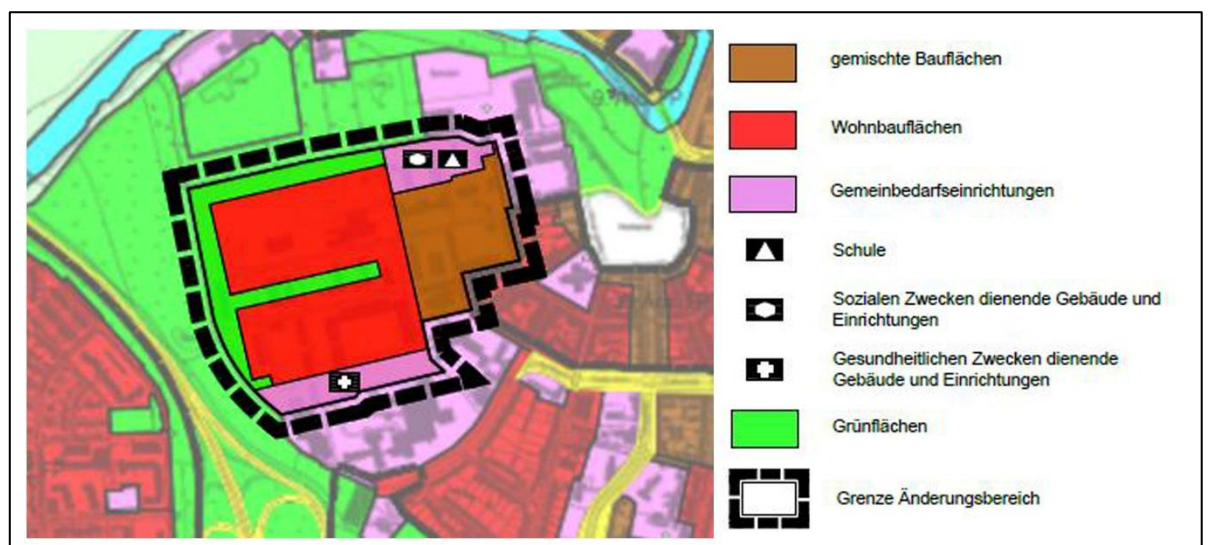 gemischte Bauflächen
Wohnbauflächen
Gemeinbedarfseinrichtungen
Schule
Sozialen Zwecken dienende Gebäude und
Einrichtungen
Gesundheitlichen Zwecken dienende
Gebäude und Einrichtungen
Grünflächen
Grenze Änderungsbereich